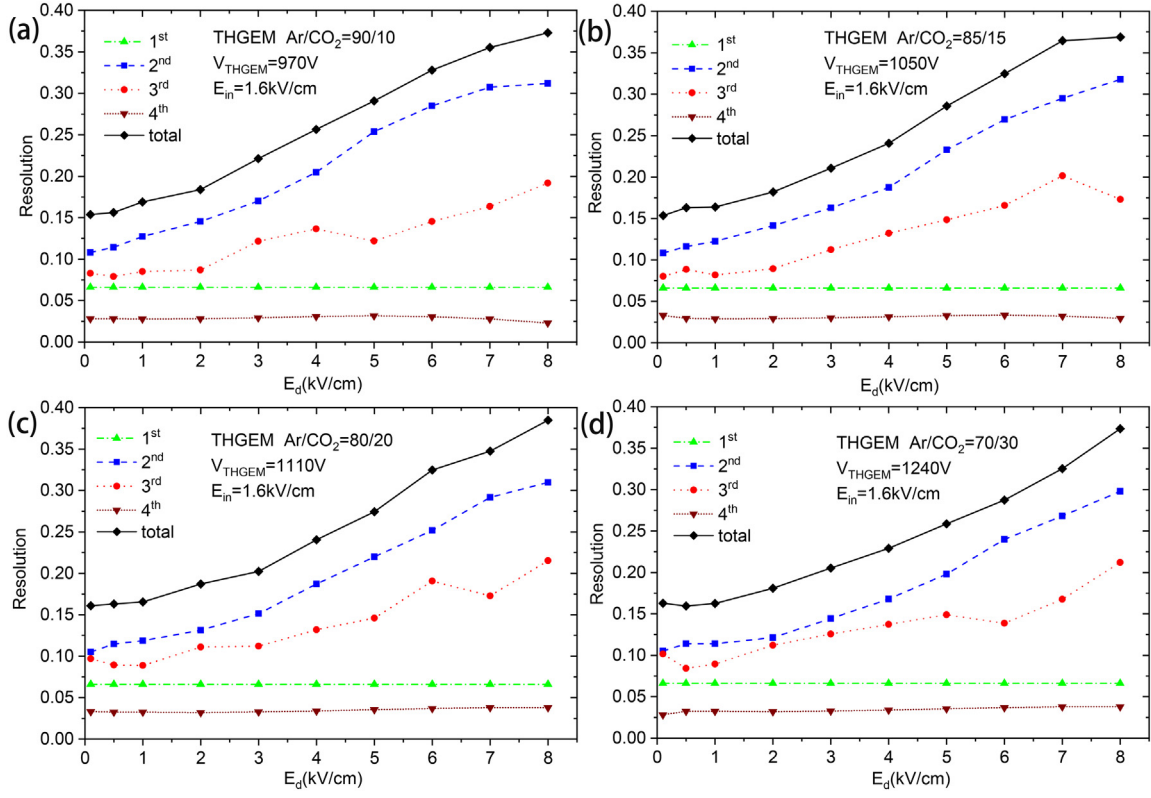 (a)
0.40
0.35
0.30
0.25
0.20
0.15
0.10
0.05
0.00
Resolution
1st
2nd
3rd
4th
total
THGEM Ar/CO2=90/10
VTHGEM=970V
Ein=1.6kV/cm
0 1 2 3 4 5 6 7 8
Ed(kV/cm)
(b)
0.40
0.35
0.30
0.25
0.20
0.15
0.10
0.05
0.00
Resolution
1st
2nd
3rd
4th
total
THGEM Ar/CO2=85/15
VTHGEM=1050V
Ein=1.6kV/cm
0 1 2 3 4 5 6 7 8
Ed(kV/cm)
(c)
0.40
0.35
0.30
0.25
0.20
0.15
0.10
0.05
0.00
Resolution
1st
2nd
3rd
4th
total
THGEM Ar/CO2=80/20
VTHGEM=1110V
Ein=1.6kV/cm
0 1 2 3 4 5 6 7 8
Ed(kV/cm)
(d)
0.40
0.35
0.30
0.25
0.20
0.15
0.10
0.05
0.00
Resolution
1st
2nd
3rd
4th
total
THGEM Ar/CO2=70/30
VTHGEM=1240V
Ein=1.6kV/cm
0 1 2 3 4 5 6 7 8
Ed(kV/cm)